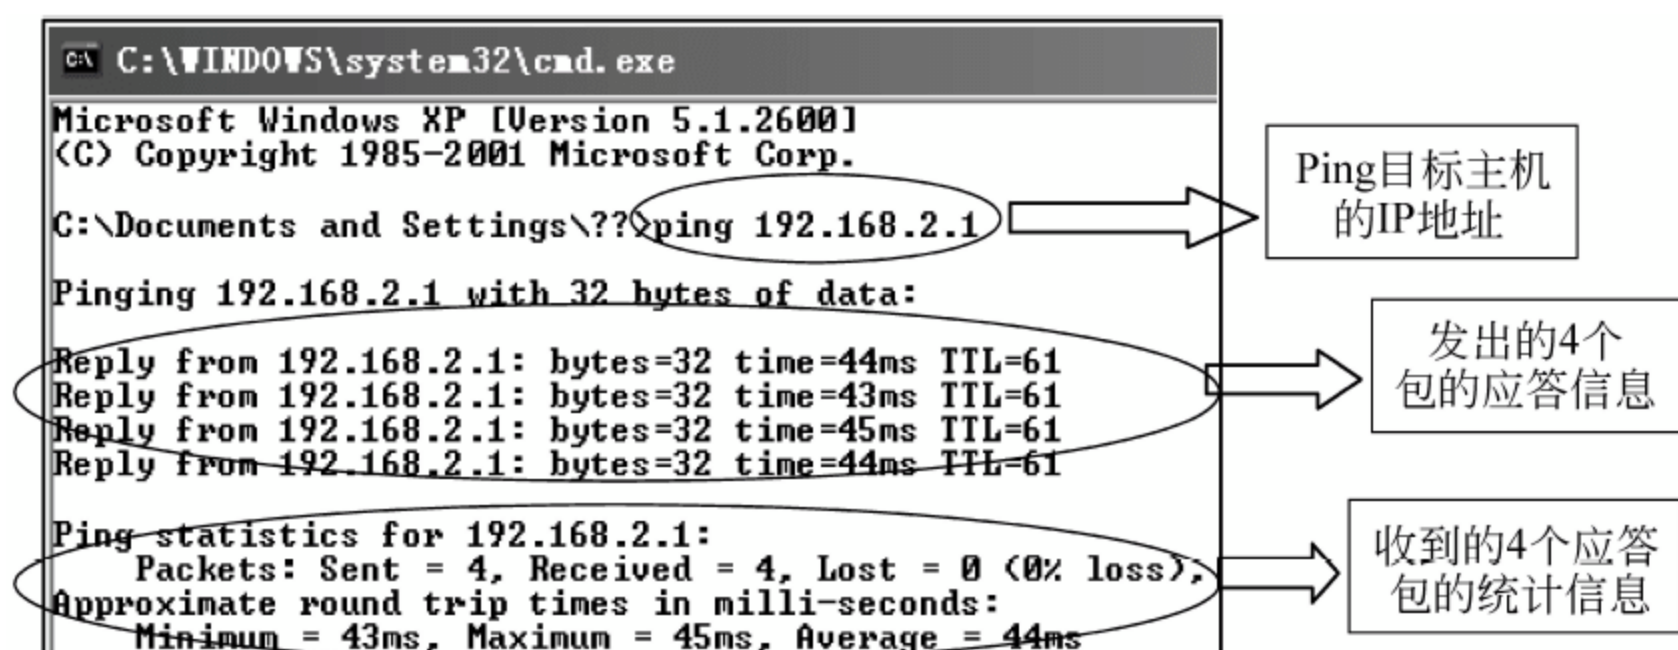 C:\WINDOWS\system32\cmd.exe
Microsoft Windows XP [Version 5.1.2600]
(C) Copyright 1985-2001 Microsoft Corp.
C:\Documents and Settings\??>ping 192.168.2.1
Ping目标主机
的IP地址
Pinging 192.168.2.1 with 32 bytes of data:
Reply from 192.168.2.1: bytes=32 time=44ms TTL=61
Reply from 192.168.2.1: bytes=32 time=43ms TTL=61
Reply from 192.168.2.1: bytes=32 time=45ms TTL=61
Reply from 192.168.2.1: bytes=32 time=44ms TTL=61
发出的4个
包的应答信息
Ping statistics for 192.168.2.1:
Packets: Sent = 4, Received = 4, Lost = 0 (0% loss),
Approximate round trip times in milli-seconds:
Minimum = 43ms, Maximum = 45ms, Average = 44ms
收到的4个应答
包的统计信息